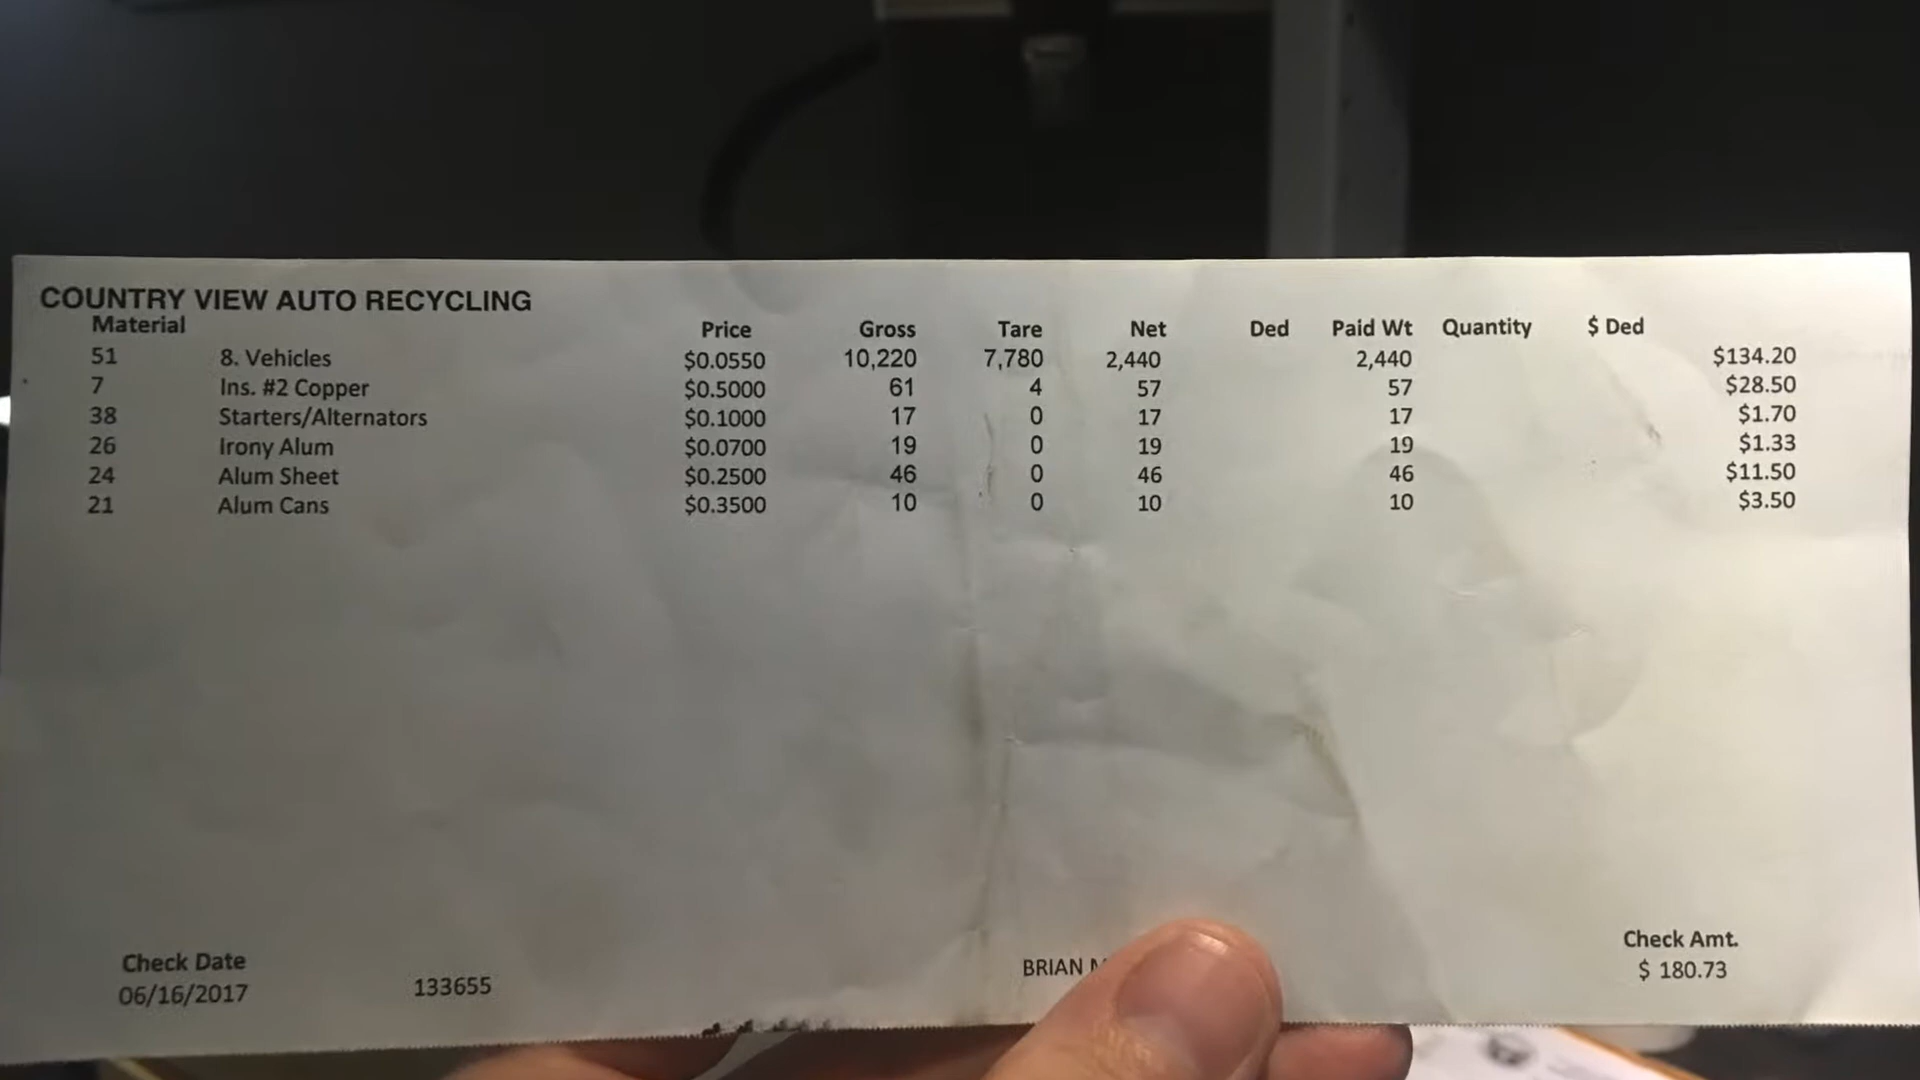 COUNTRY VIEW AUTO RECYCLING
Material Price Gross Tare Net Ded Paid Wt Quantity $ Ded
51 8. Vehicles $0.0550 10,220 7,780 2,440 2,440 $134.20
7 Ins. #2 Copper $0.5000 61 4 57 57 $28.50
38 Starters/Alternators $0.1000 17 0 17 17 $1.70
26 Irony Alum $0.0700 19 0 19 19 $1.33
24 Alum Sheet $0.2500 46 0 46 46 $11.50
21 Alum Cans $0.3500 10 0 10 10 $3.50
Check Date Check Amt.
06/16/2017 133655 BRIAN $ 180.73